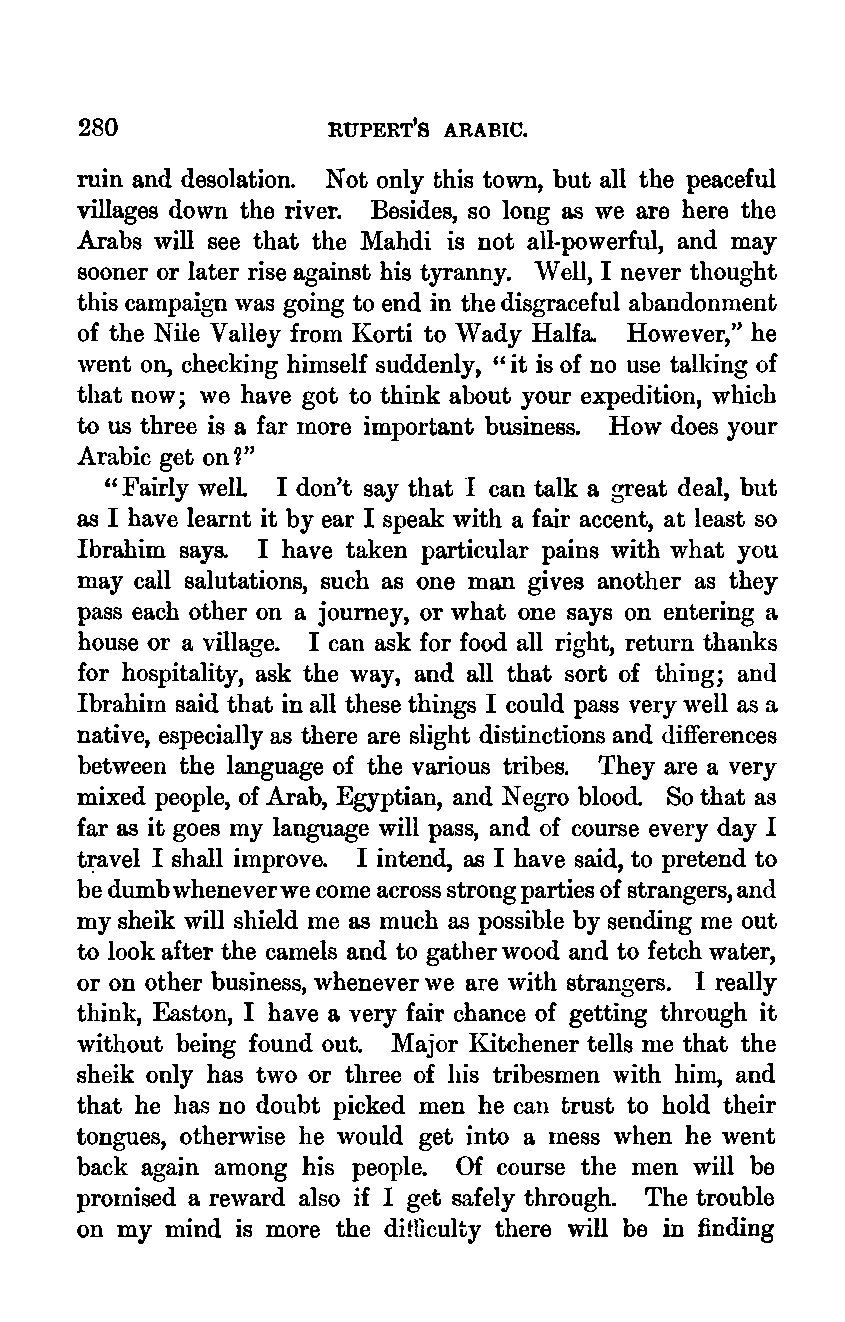 280 RUPERT'S ARABIC.
ruin and desolation. Not only this town, but all the peaceful
villages down the river. Besides, so long as we are here the
Arabs will see that the Mahdi is not all-powerful, and may
sooner or later rise against his tyranny. Well, I never thought
this campaign was going to end in the disgraceful abandonment
of the Nile Valley from Korti to Wady Halfa. However," he
went on, checking himself suddenly, "it is of no use talking of
that now; we have got to think about your expedition, which
to us three is a far more important business. How does your
Arabic get on?"
"Fairly well. I don't say that I can talk a great deal, but
as I have learnt it by ear I speak with a fair accent, at least so
Ibrahim says. I have taken particular pains with what you
may call salutations, such as one man gives another as they
pass each other on a journey, or what one says on entering a
house or a village. I can ask for food all right, return thanks
for hospitality, ask the way, and all that sort of thing; and
Ibrahim said that in all these things I could pass very well as a
native, especially as there are slight distinctions and differences
between the language of the various tribes. They are a very
mixed people, of Arab, Egyptian, and Negro blood. So that as
far as it goes my language will pass, and of course every day I
travel I shall improve. I intend, as I have said, to pretend to
be dumb whenever we come across strong parties of strangers, and
my sheik will shield me as much as possible by sending me out
to look after the camels and to gather wood and to fetch water,
or on other business, whenever we are with strangers. I really
think, Easton, I have a very fair chance of getting through it
without being found out. Major Kitchener tells me that the
sheik only has two or three of his tribesmen with him, and
that he has no doubt picked men he can trust to hold their
tongues, otherwise he would get into a mess when he went
back again among his people. Of course the men will be
promised a reward also if I get safely through. The trouble
on my mind is more the difficulty there will be in finding